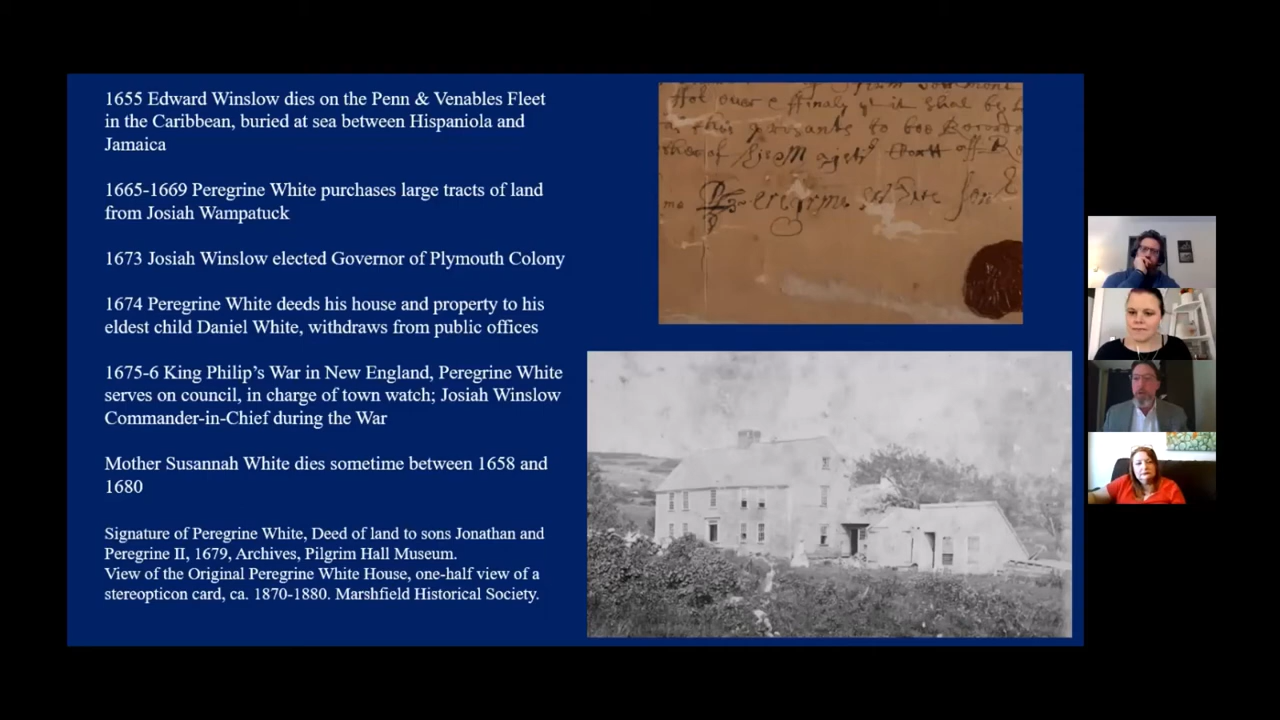 1655 Edward Winslow dies on the Penn & Venables Fleet
in the Caribbean, buried at sea between Hispaniola and
Jamaica
1665-1669 Peregrine White purchases large tracts of land
from Josiah Wampatuck
1673 Josiah Winslow elected Governor of Plymouth Colony
1674 Peregrine White deeds his house and property to his
eldest child Daniel White, withdraws from public offices
1675-6 King Philip’s War in New England, Peregrine White
serves on council, in charge of town watch; Josiah Winslow
Commander-in-Chief during the War
Mother Susannah White dies sometime between 1658 and
1680
Signature of Peregrine White, Deed of land to sons Jonathan and
Peregrine II, 1679, Archives, Pilgrim Hall Museum.
View of the Original Peregrine White House, one-half view of a
stereopticon card, ca. 1870-1880. Marshfield Historical Society.